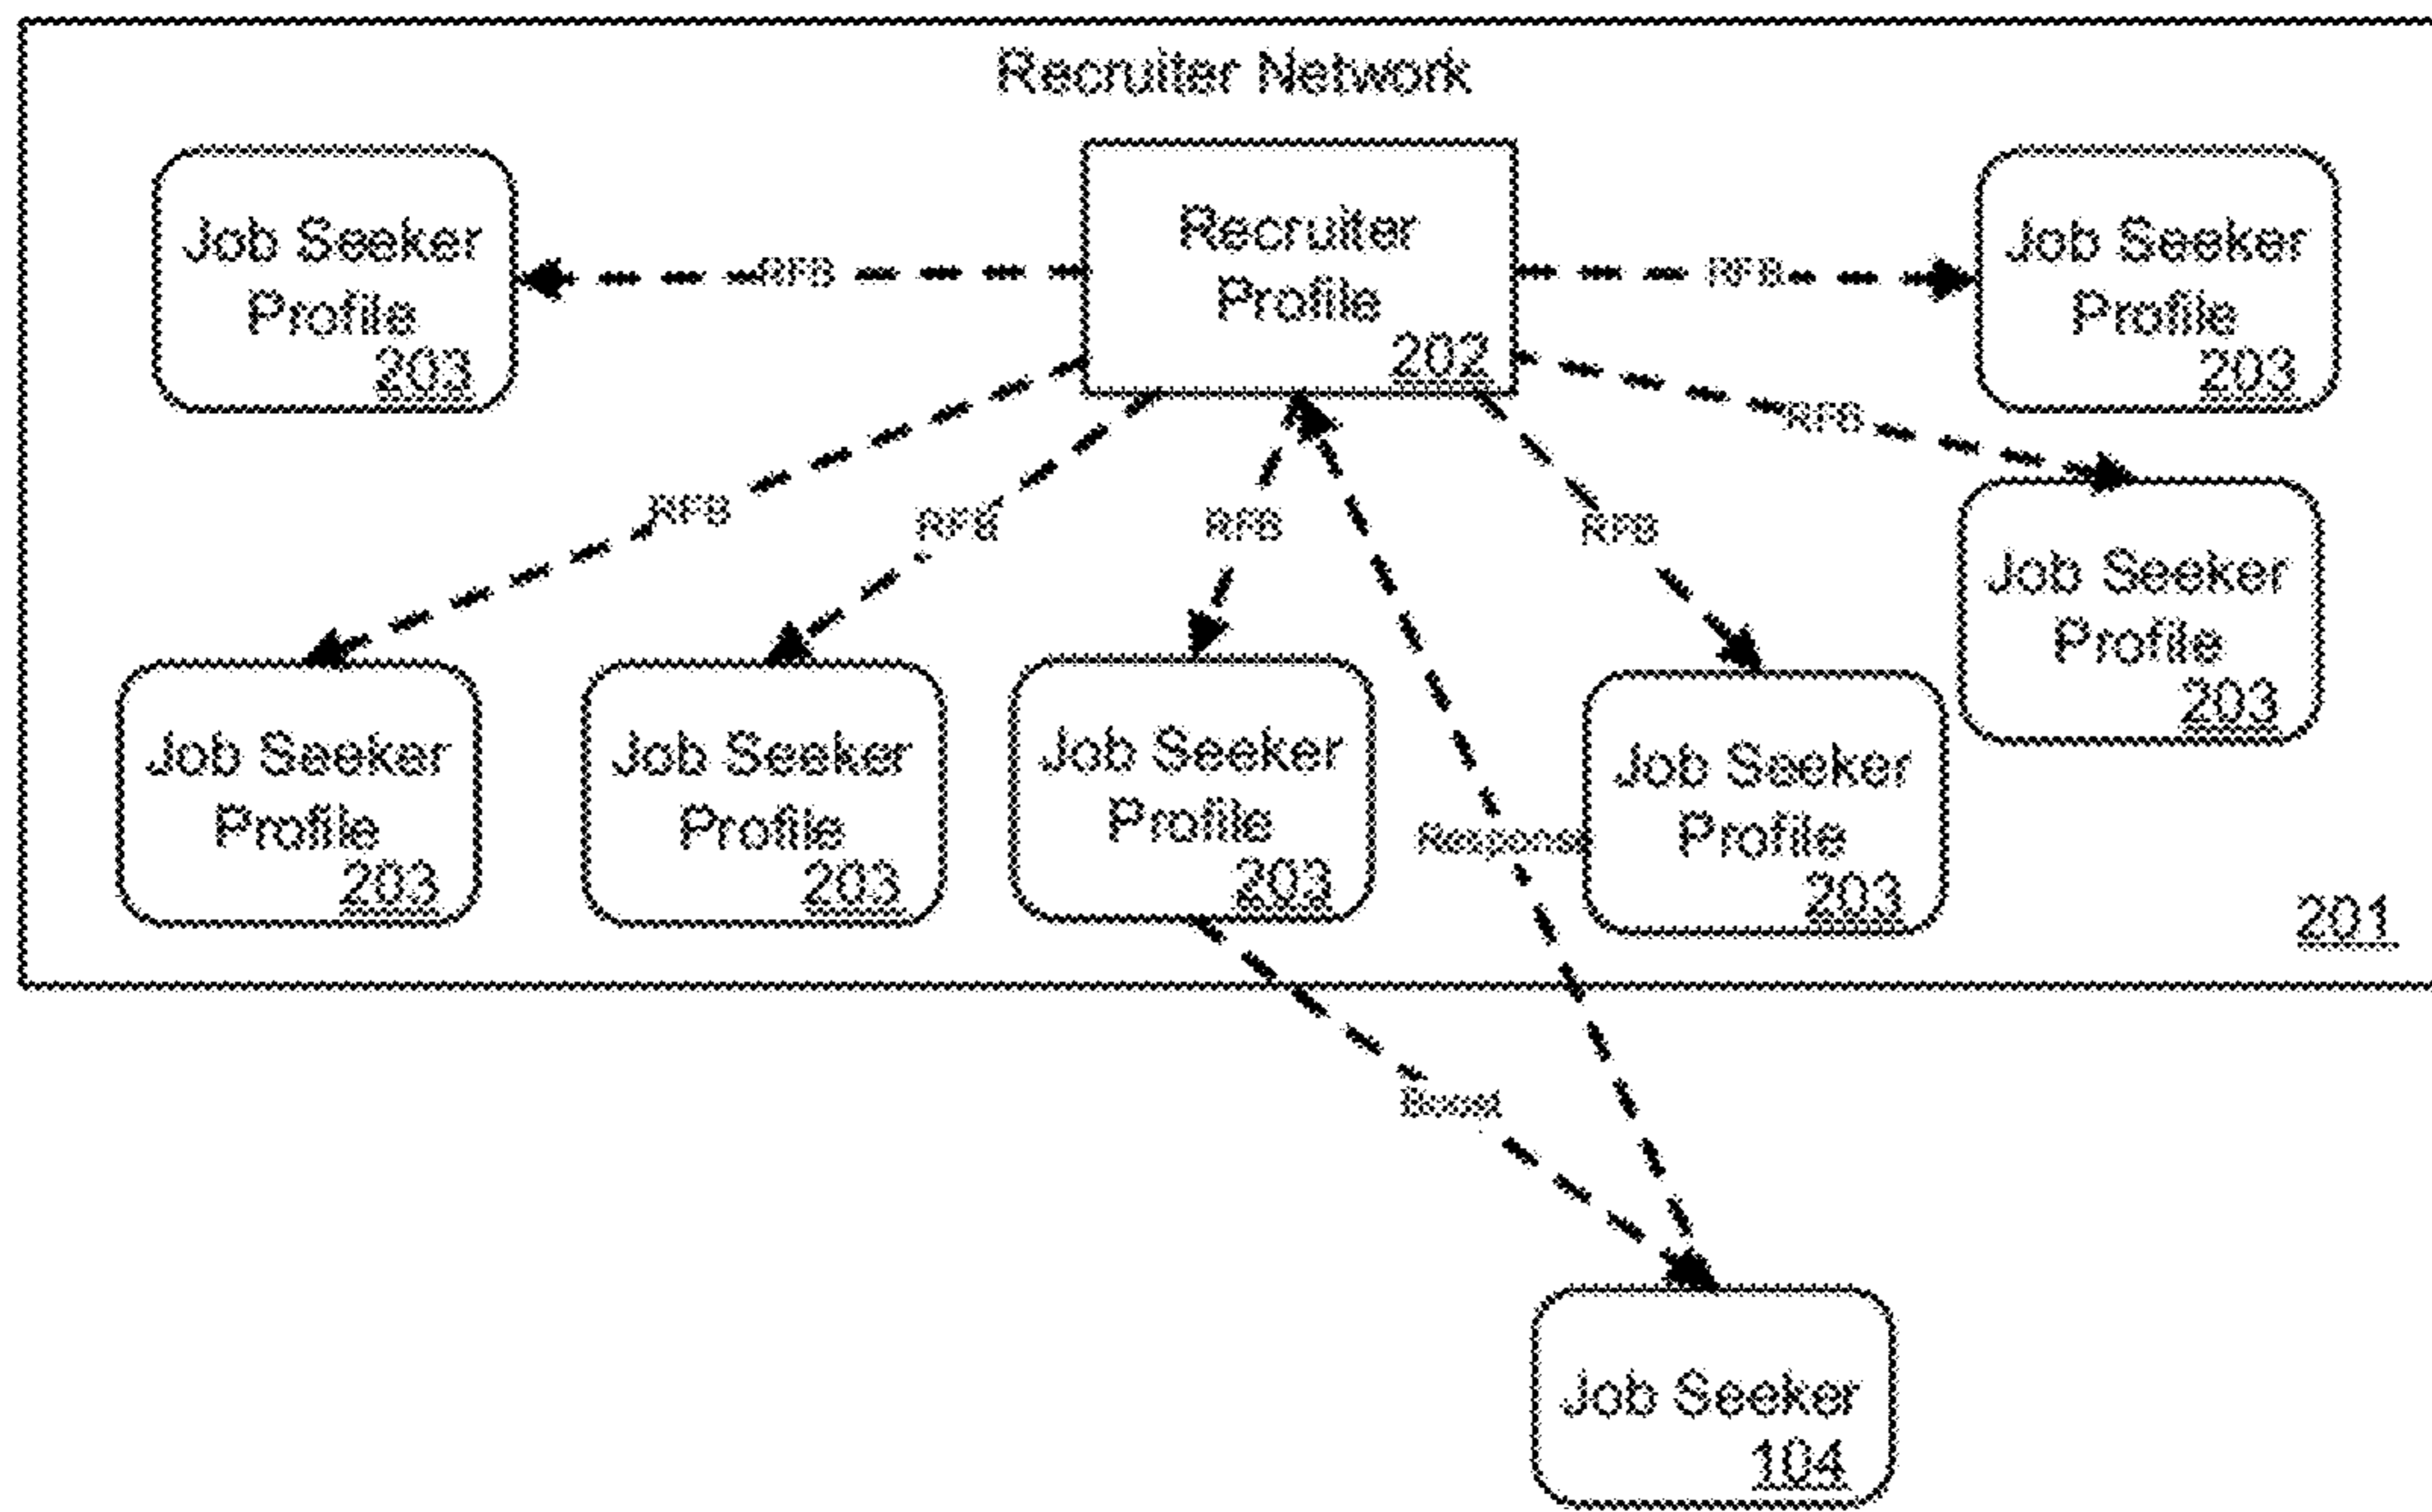 Recruiter Network
Job Seeker
Profile
203
RFB
Recruiter
Profile
202
RFB
Job Seeker
Profile
203
RFB
RFB
RFB
RFB
RFB
Job Seeker
Profile
203
Job Seeker
Profile
203
Job Seeker
Profile
203
Job Seeker
Profile
203
Response
Job Seeker
Profile
203
201
Boost
Job Seeker
104